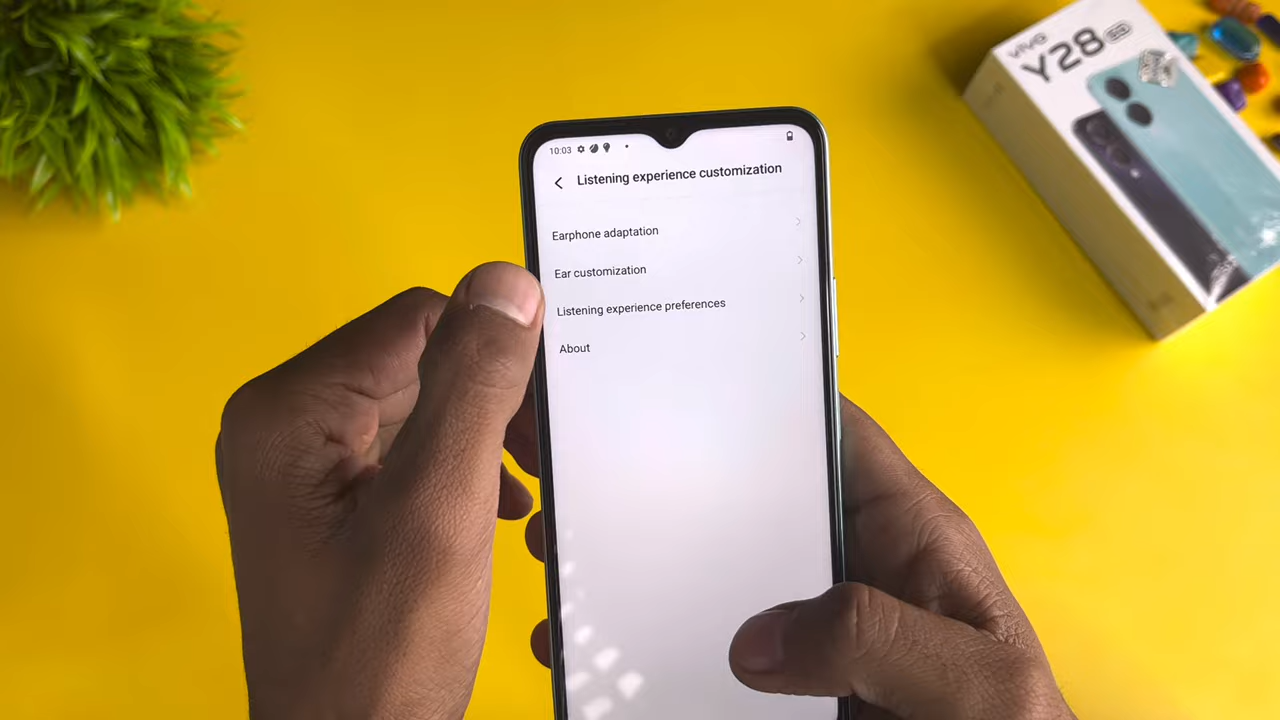 10:03
Listening experience customization
Earphone adaptation
Ear customization
Listening experience preferences
About
vivo
Y28